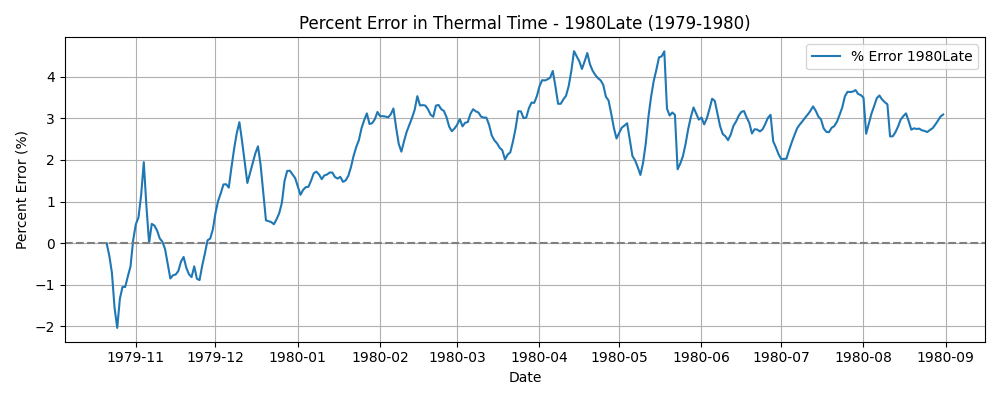 Percent Error in Thermal Time - 1980Late (1979-1980)
% Error 1980Late
Percent Error (%)
4
3
2
1
0
−1
−2
1979-11 1979-12 1980-01 1980-02 1980-03 1980-04 1980-05 1980-06 1980-07 1980-08 1980-09
Date